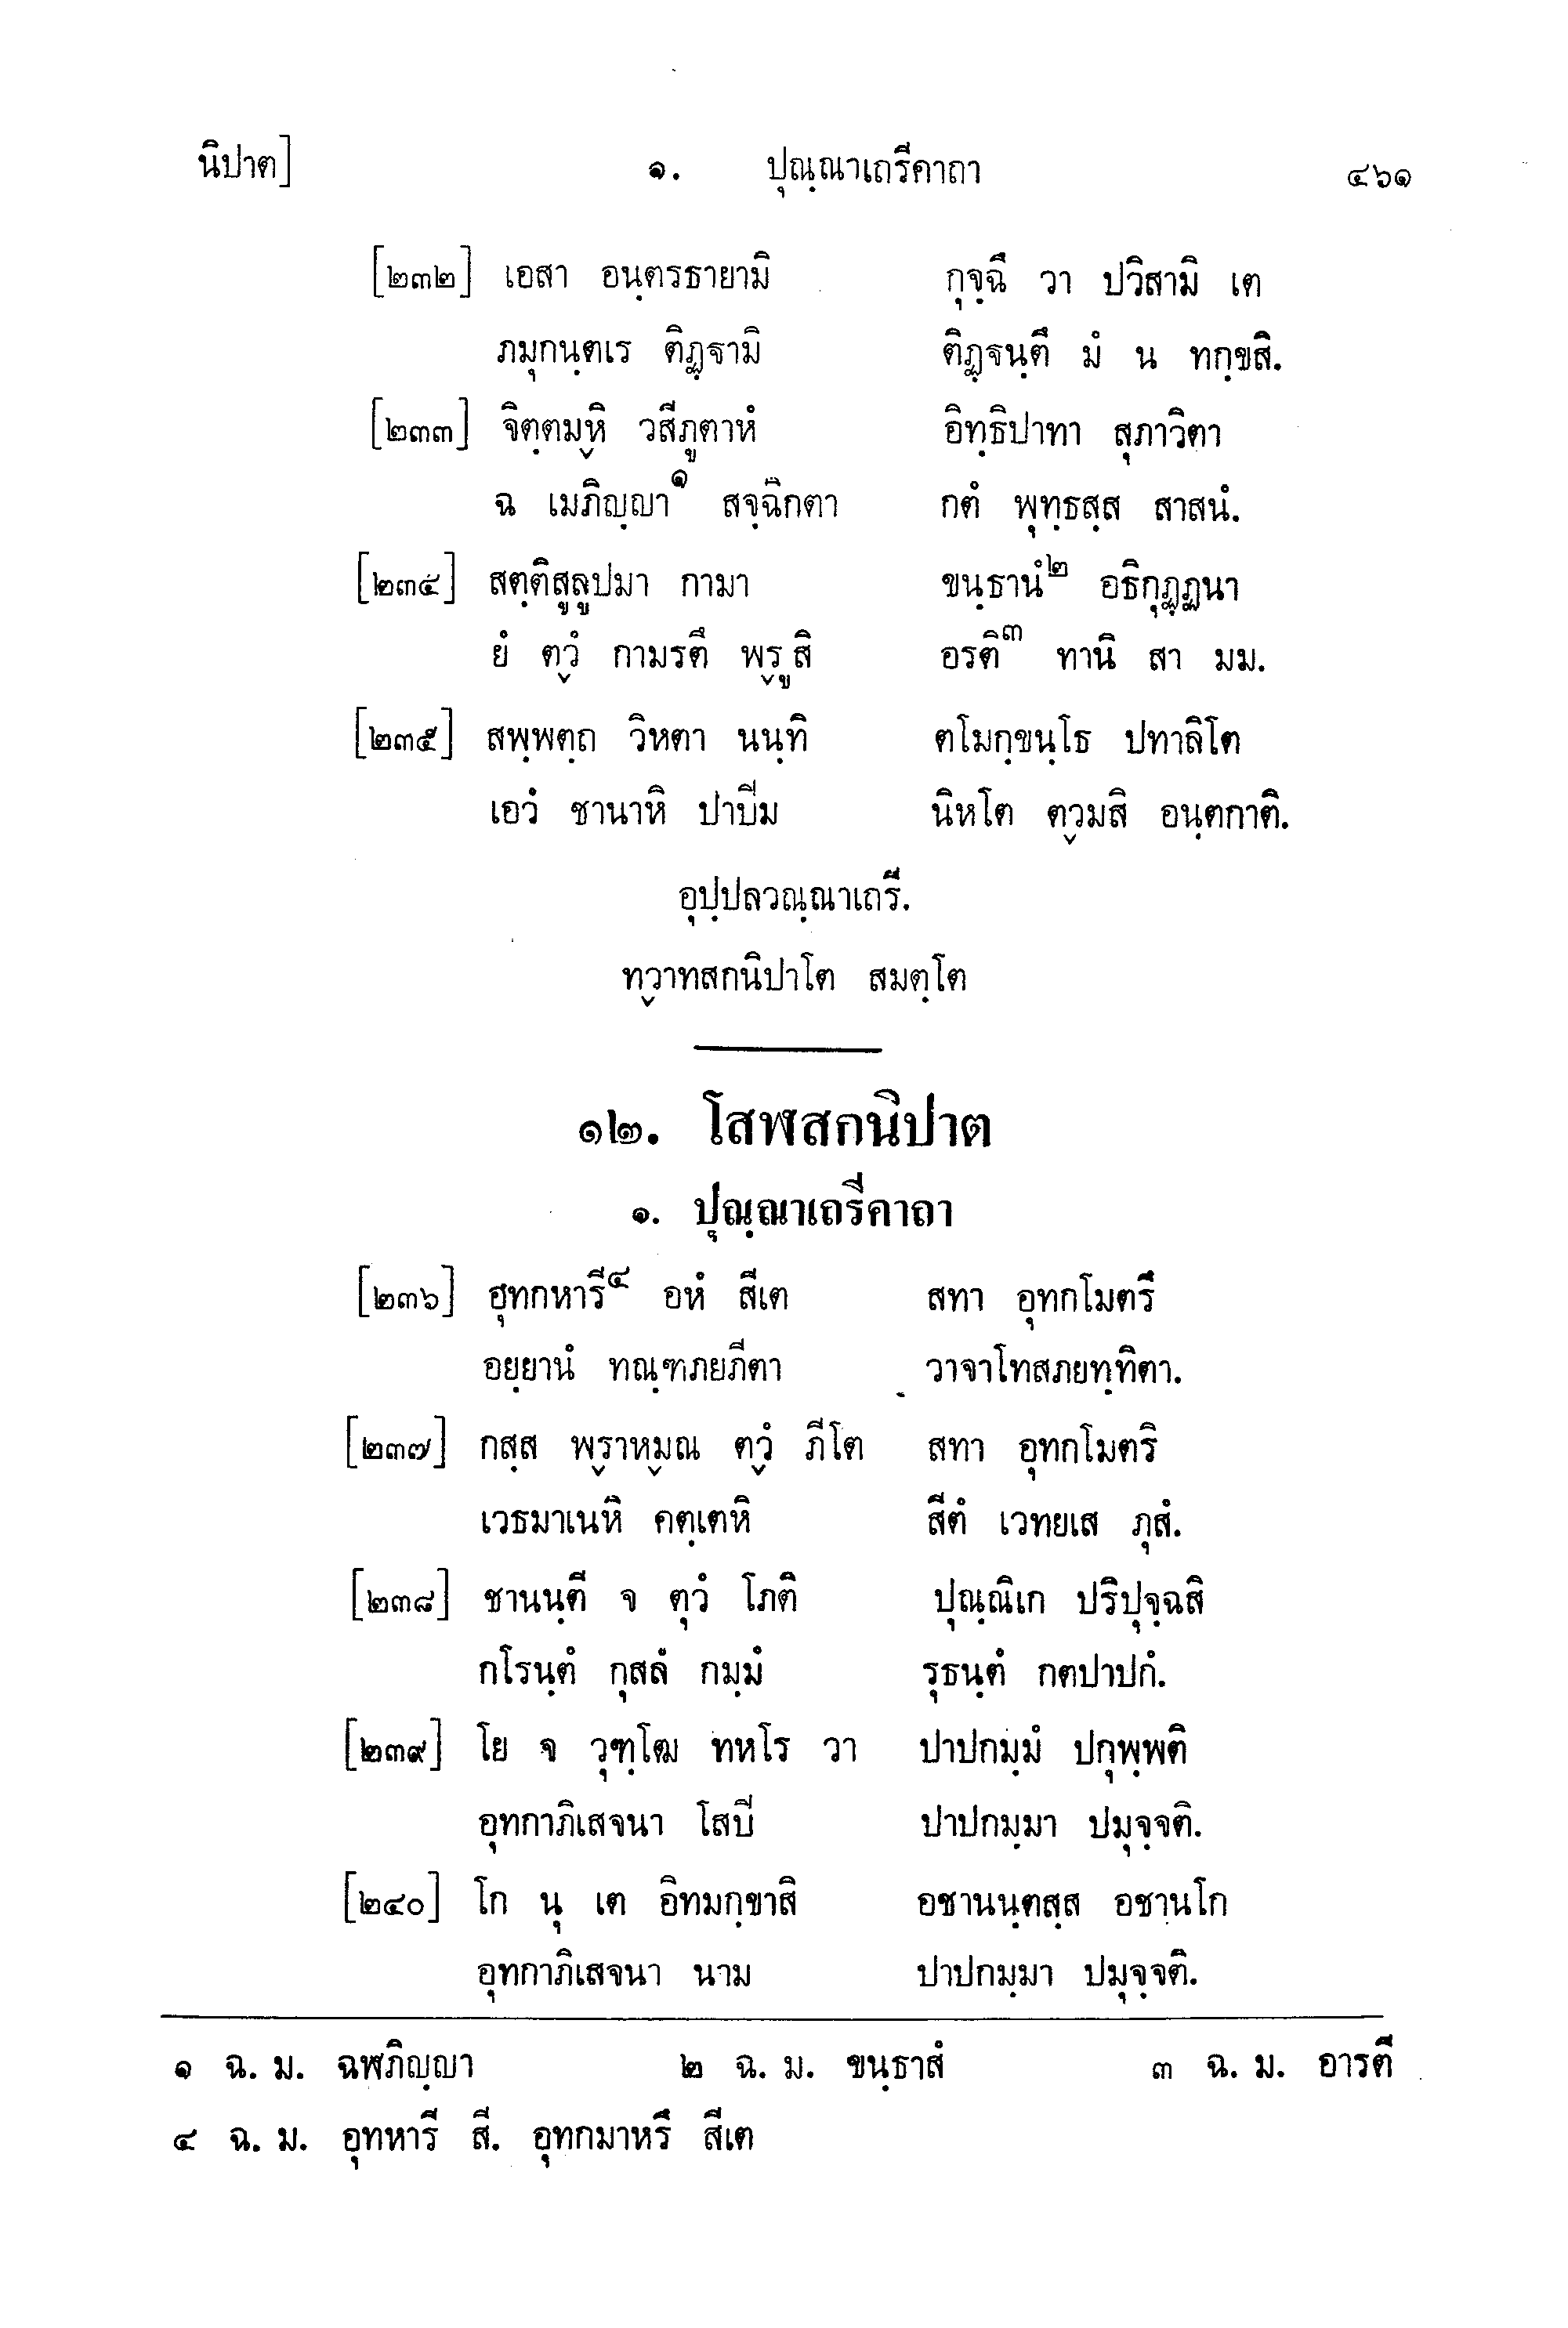 นิปาต] ๑. ปุณฺณาเถรีคาถา ๔๖๑
[๒๓๒] เอสา อนฺตรธายามิ กุจฺฉึ วา ปวิสามิ เต
ภมุกนฺตเร ติฏฺฐามิ ติฏฺฐนฺตึ มํ น ทกฺขสิ.
[๒๓๓] จิตฺตมฺหิ วสีภูตาหํ อิทฺธิปาทา สุภาวิตา
ฉ เมภิญฺญา๑ สจฺฉิกตา กตํ พุทฺธสฺส สาสนํ.
[๒๓๔] สตฺติสูลูปมา กามา ขนฺธานํ๒ อธิกุฏฺฏนา
ยํ ตฺวํ กามรตึ พฺรูสิ อรติ๓ ทานิ สา มม.
[๒๓๕] สพฺพตฺถ วิหตา นนฺทิ ตโมกฺขนฺโธ ปทาลิโต
เอวํ ชานาหิ ปาปิม นิหโต ตฺวมสิ อนฺตกาติ.
อุปฺปลวณฺณาเถรี.
ทฺวาทสกนิปาโต สมตฺโต
๑๒. โสฬสกนิปาต
๑. ปุณฺณาเถรีคาถา
[๒๓๖] อุทกหารี๔ อหํ สีเต สทา อุทกโมตรึ
อยฺยานํ ทณฺฑภยภีตา วาจาโทสภยทฺทิตา.
[๒๓๗] กสฺส พฺราหฺมณ ตฺวํ ภีโต สทา อุทกโมตริ
เวธมาเนหิ คตฺเตหิ สีตํ เวทยเส ภุสํ.
[๒๓๘] ชานนฺตี จ ตุวํ โภติ ปุณฺณิเก ปริปุจฺฉสิ
กโรนฺตํ กุสลํ กมฺมํ รุธนฺตํ กตปาปกํ.
[๒๓๙] โย จ วุฑฺโฒ ทหโร วา ปาปกมฺมํ ปกุพฺพติ
อุทกาภิเสจนา โสปิ ปาปกมฺมา ปมุจฺจติ.
[๒๔๐] โก นุ เต อิทมกฺขาสิ อชานนฺตสฺส อชานโก
อุทกาภิเสจนา นาม ปาปกมฺมา ปมุจฺจติ.
๑ ฉ. ม. ฉฬภิญฺญา ๒ ฉ. ม. ขนฺธาสํ ๓ ฉ. ม. อารตี
๔ ฉ. ม. อุทหารี สี. อุทกมาหรึ สีเต